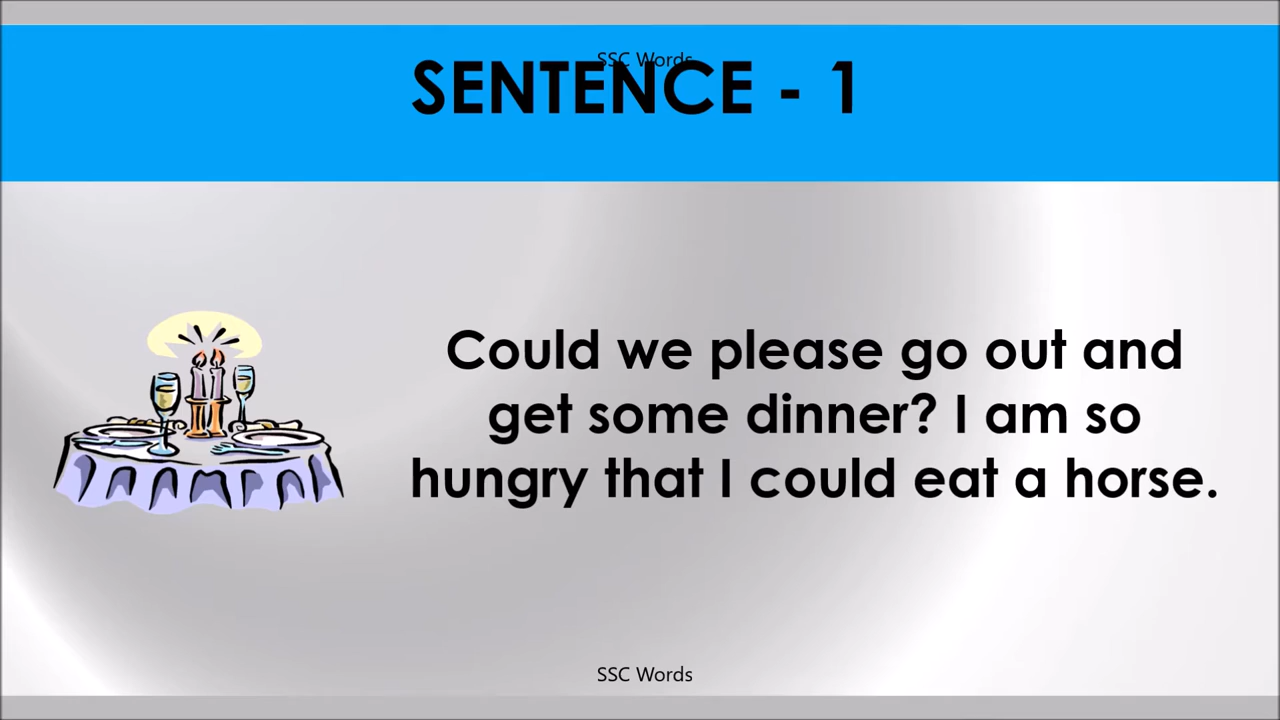 SSC Words
SENTENCE - 1
Could we please go out and
get some dinner? I am so
hungry that I could eat a horse.
SSC Words